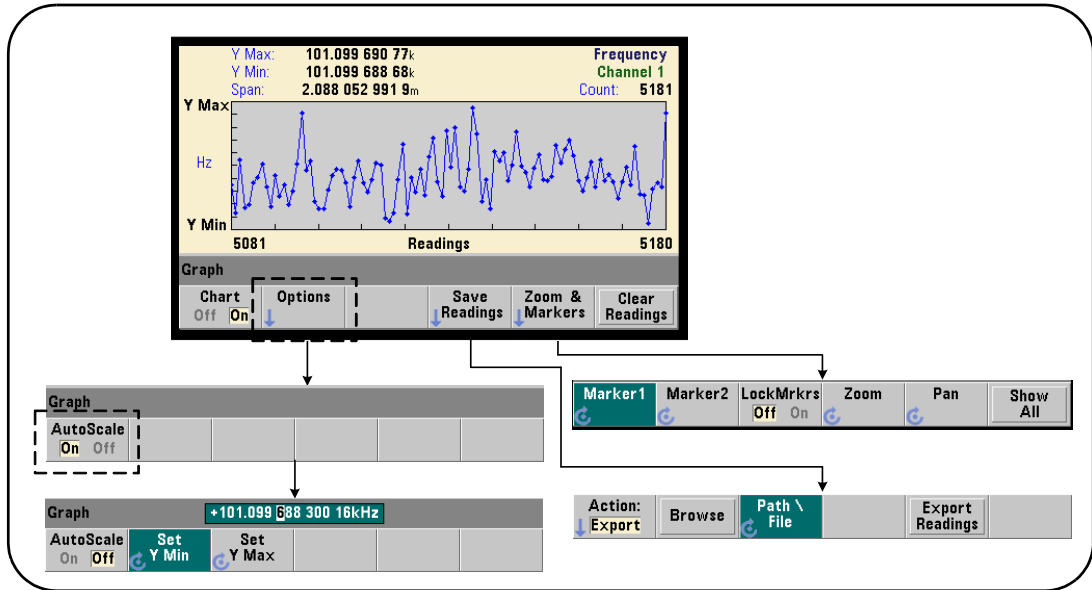 Y Max: 101.099 690 77k Frequency
Y Min: 101.099 688 68k Channel 1
Span: 2.088 052 991 9m Count: 5181
Y Max
Hz
Y Min
5081 Readings 5180
Graph
Chart
Off On
Options
Save
Readings
Zoom &
Markers
Clear
Readings
Graph
AutoScale
On Off
Marker1
Marker2
LockMrkrs
Off On
Zoom
Pan
Show
All
Graph +101.099 688 300 16kHz
AutoScale
On Off
Set
Y Min
Set
Y Max
Action:
Export
Browse
Path \
File
Export
Readings